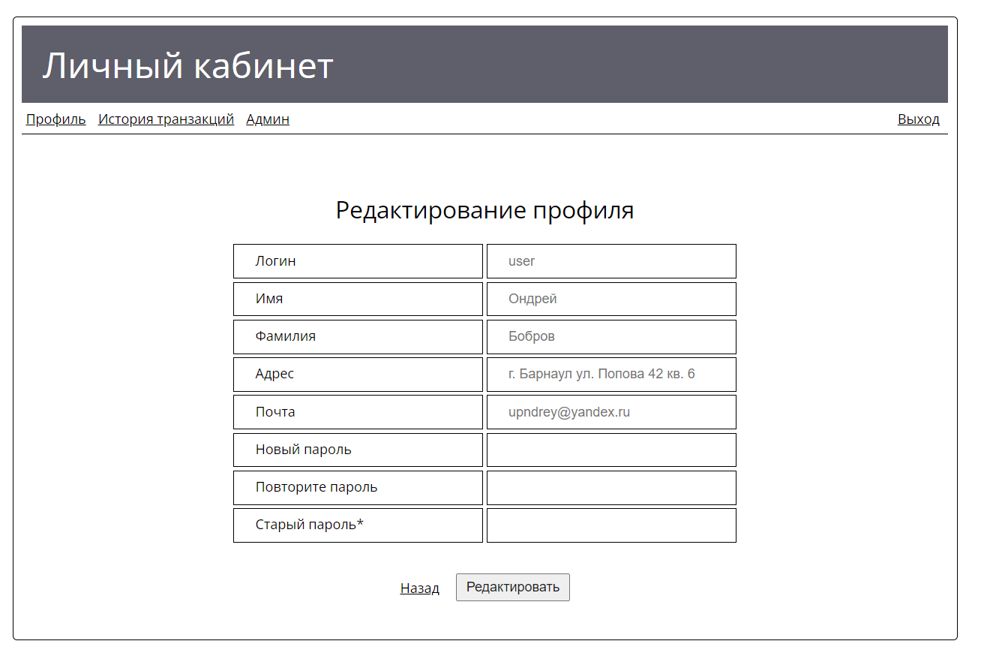 Личный кабинет
Профиль История транзакций Админ Выход
Редактирование профиля
Логин user
Имя Ондрей
Фамилия Бобров
Адрес г. Барнаул ул. Попова 42 кв. 6
Почта upndrey@yandex.ru
Новый пароль
Повторите пароль
Старый пароль*
Назад Редактировать